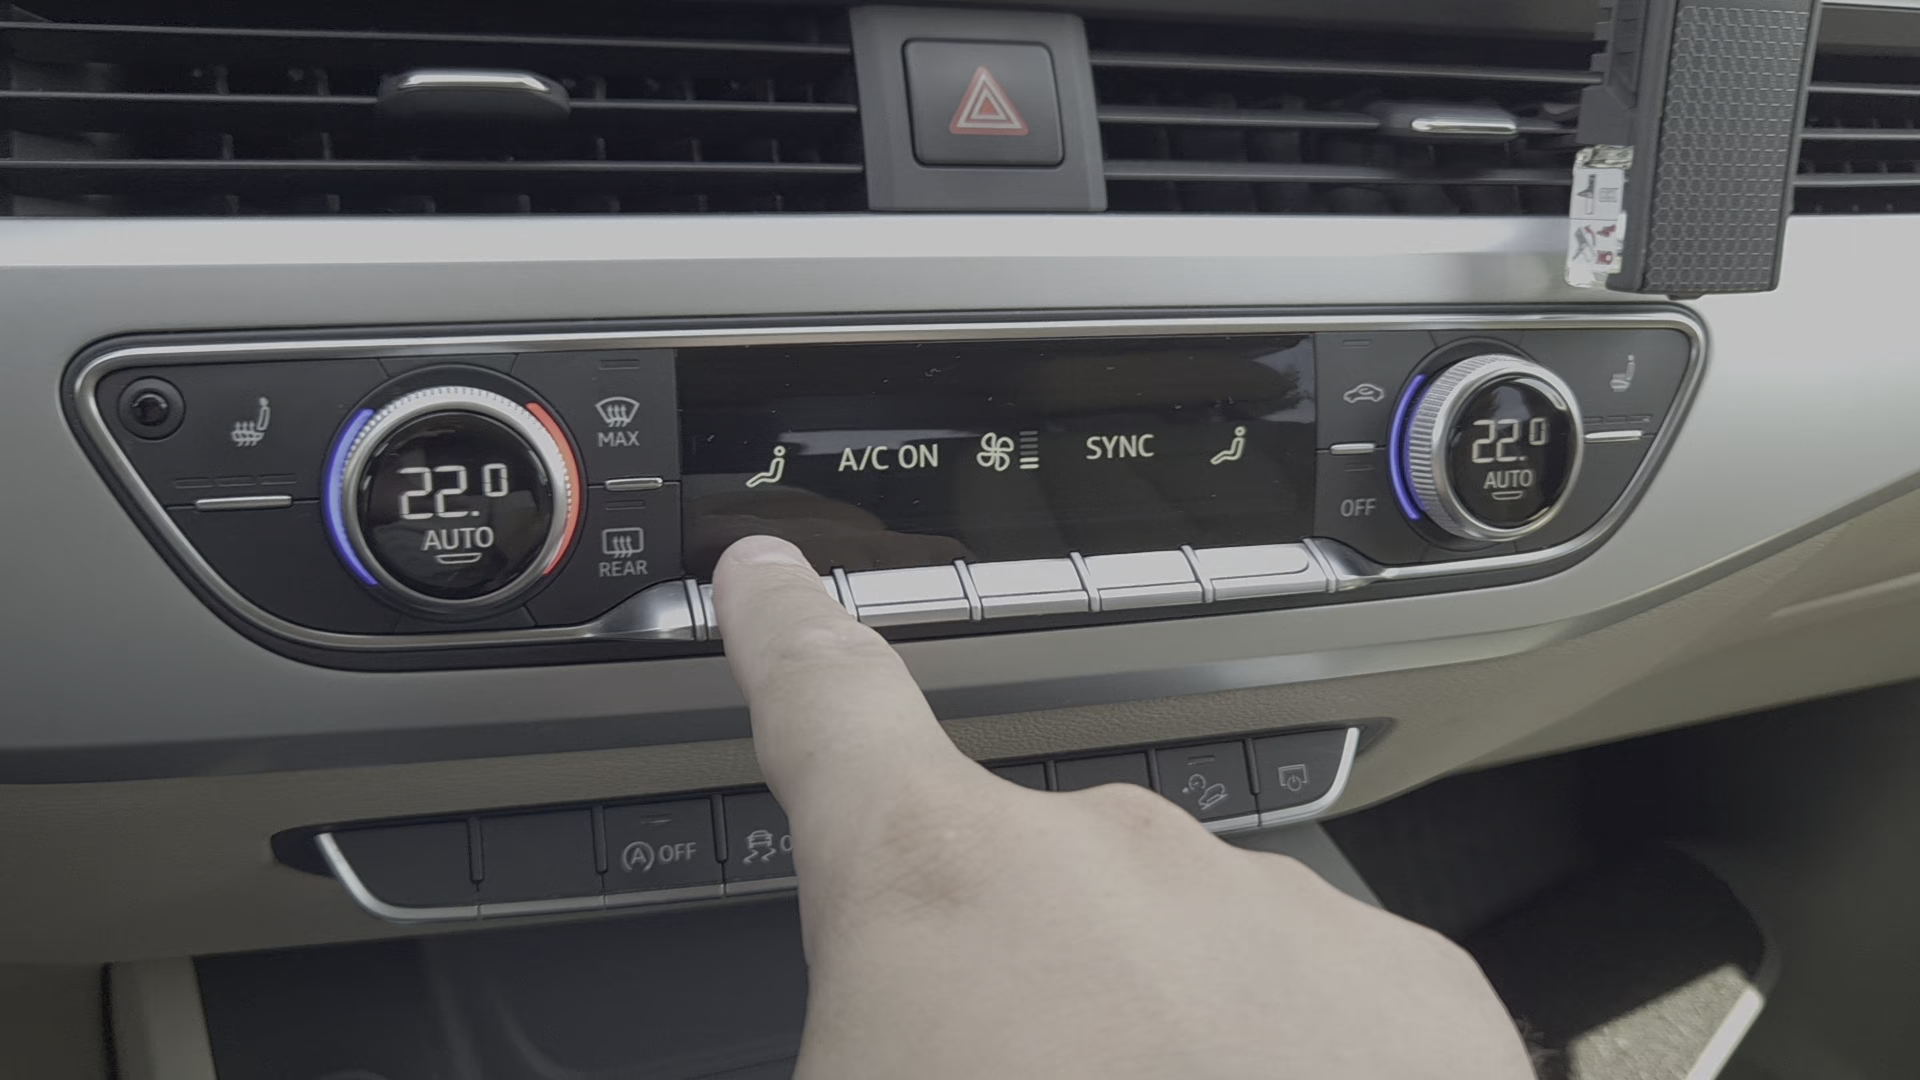 MAX
22.0
AUTO
REAR
A/C ON
SYNC
22.0
AUTO
OFF
A OFF